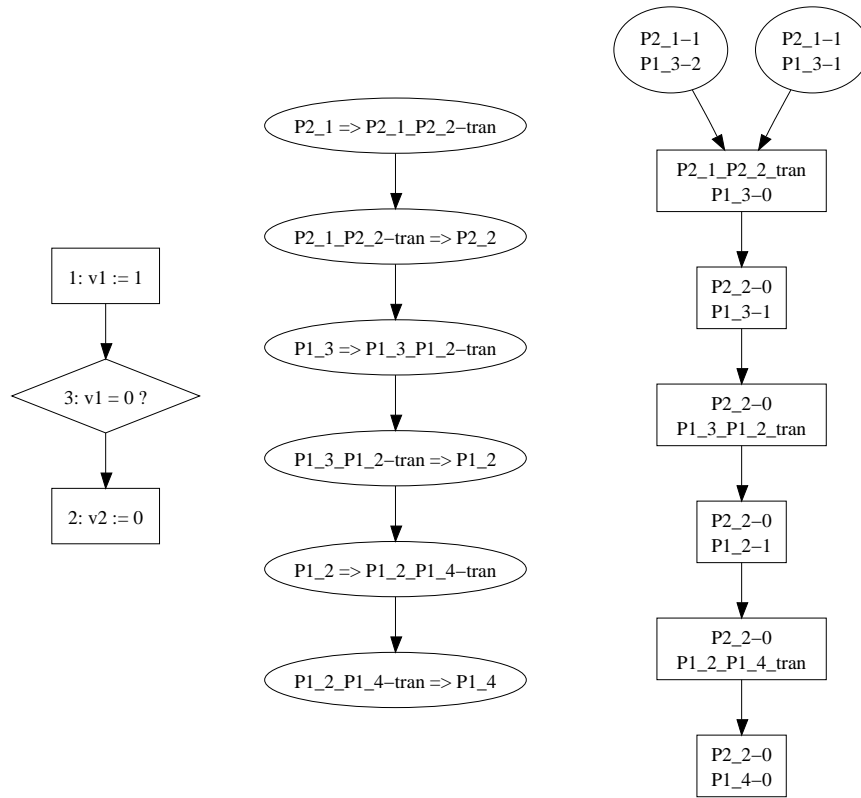 1: v1 := 1
3: v1 = 0 ?
2: v2 := 0
P2_1 => P2_1_P2_2−tran
P2_1_P2_2−tran => P2_2
P1_3 => P1_3_P1_2−tran
P1_3_P1_2−tran => P1_2
P1_2 => P1_2_P1_4−tran
P1_2_P1_4−tran => P1_4
P2_1−1
P1_3−2
P2_1−1
P1_3−1
P2_1_P2_2_tran
P1_3−0
P2_2−0
P1_3−1
P2_2−0
P1_3_P1_2_tran
P2_2−0
P1_2−1
P2_2−0
P1_2_P1_4_tran
P2_2−0
P1_4−0